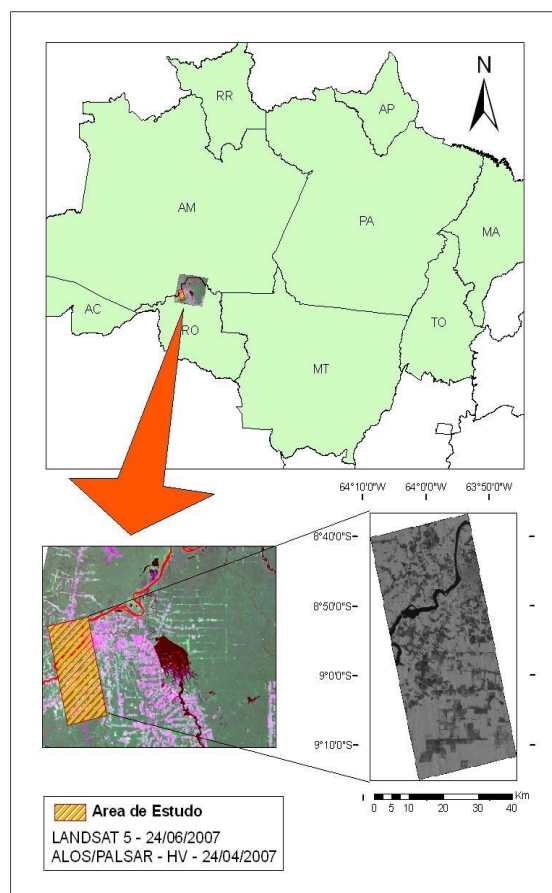 N
RR
AP
AM
PA
MA
AC
RO
TO
MT
64°10'0"W 64°0'0"W 63°50'0"W
8°40'0"S
8°50'0"S
9°0'0"S
9°10'0"S
Km
0 5 10 20 30 40
Area de Estudo
LANDSAT 5 - 24/06/2007
ALOS/PALSAR - HV - 24/04/2007